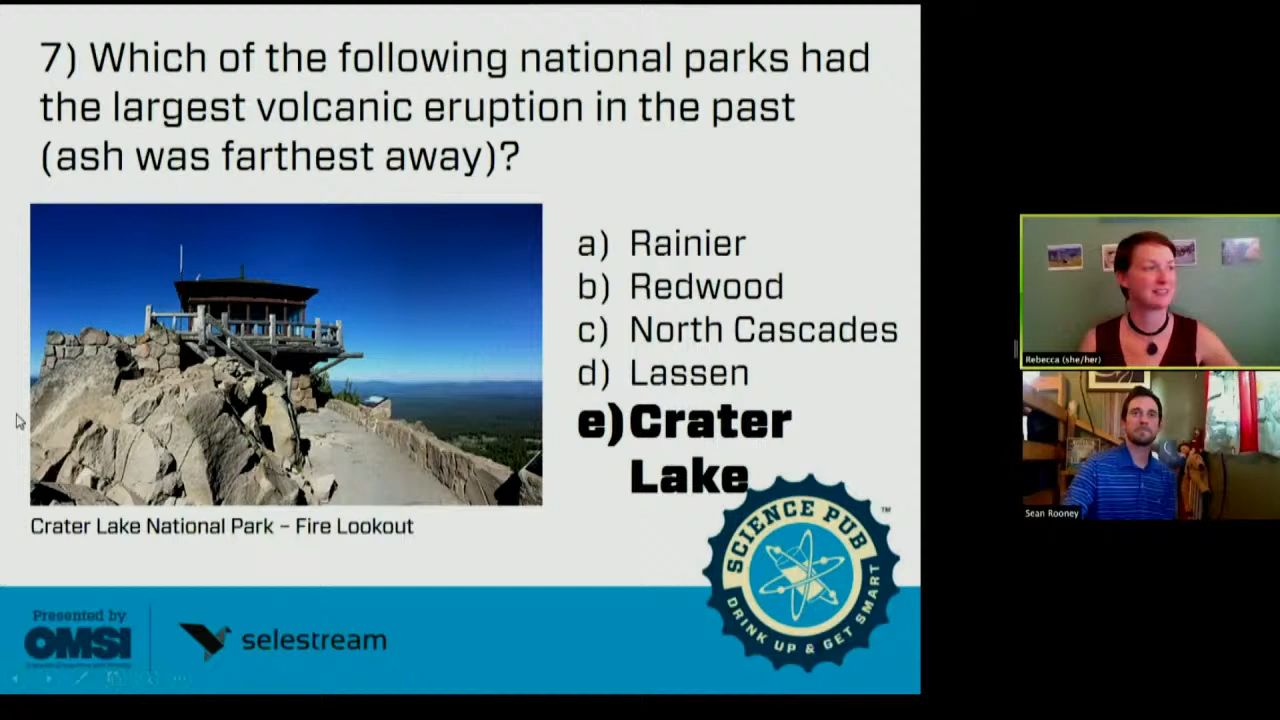 7) Which of the following national parks had
the largest volcanic eruption in the past
(ash was farthest away)?
a) Rainier
b) Redwood
c) North Cascades
d) Lassen
e) Crater
Lake
Crater Lake National Park – Fire Lookout
SCIENCE PUB
™
DRINK UP & GET SMART
Presented by
OMSI
selestream
Rebecca (she/her)
Sean Rooney